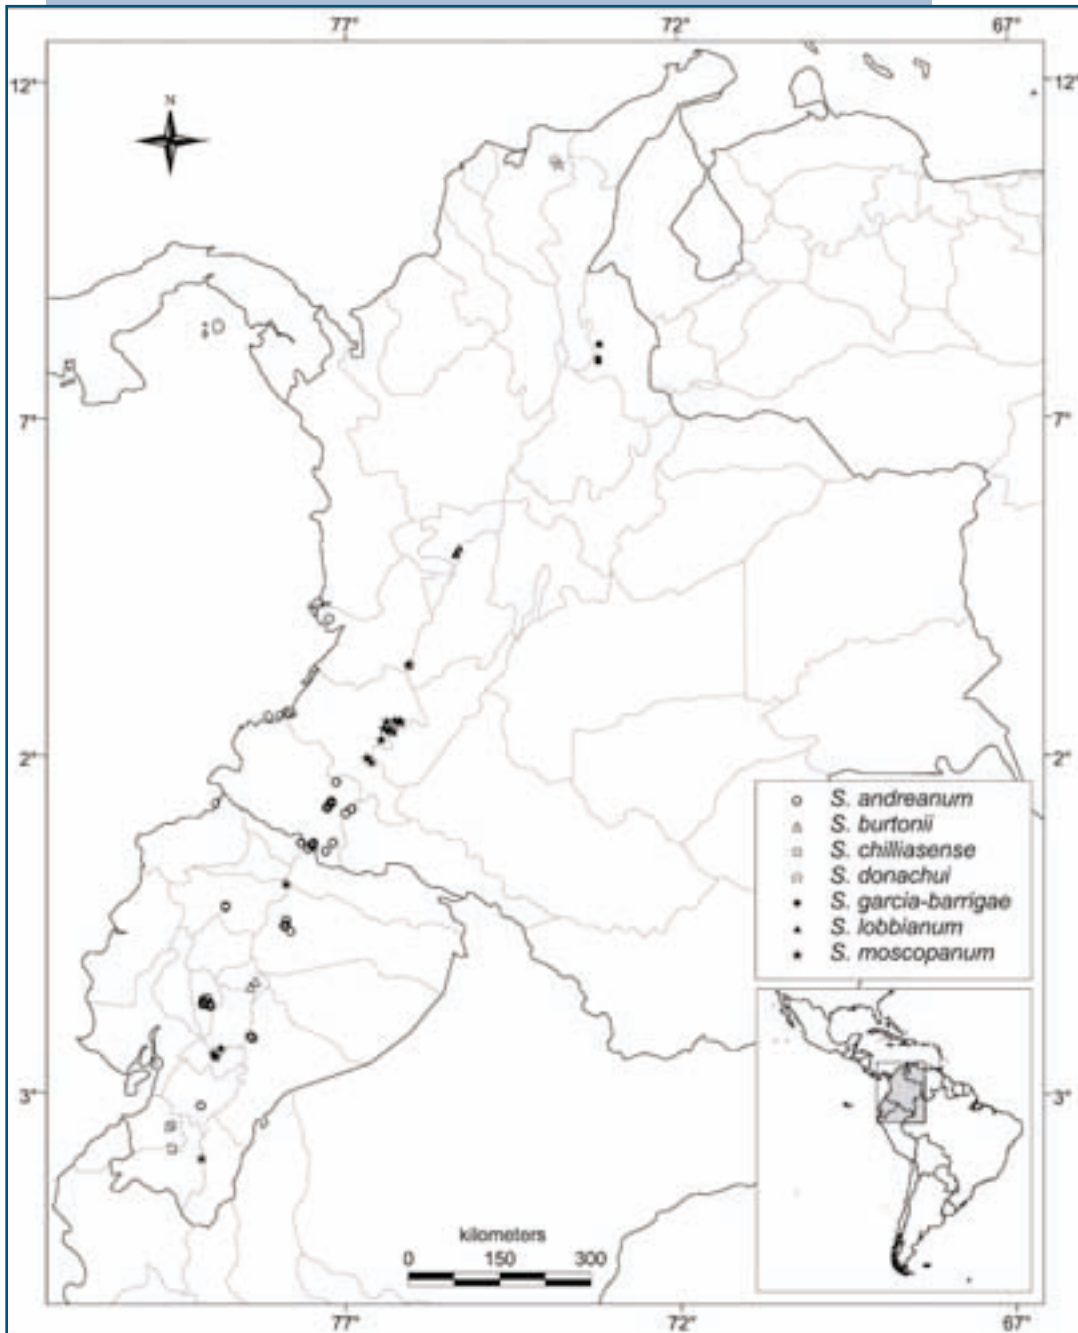 77° 72° 67°
12° 12°
N
7° 7°
2° 2°
S. andreanum
S. burtonii
S. chilliasense
S. donachui
S. garcia-barrigae
S. lobbianum
S. moscopanum
3° 3°
kilometers
0 150 300
77° 72° 67°